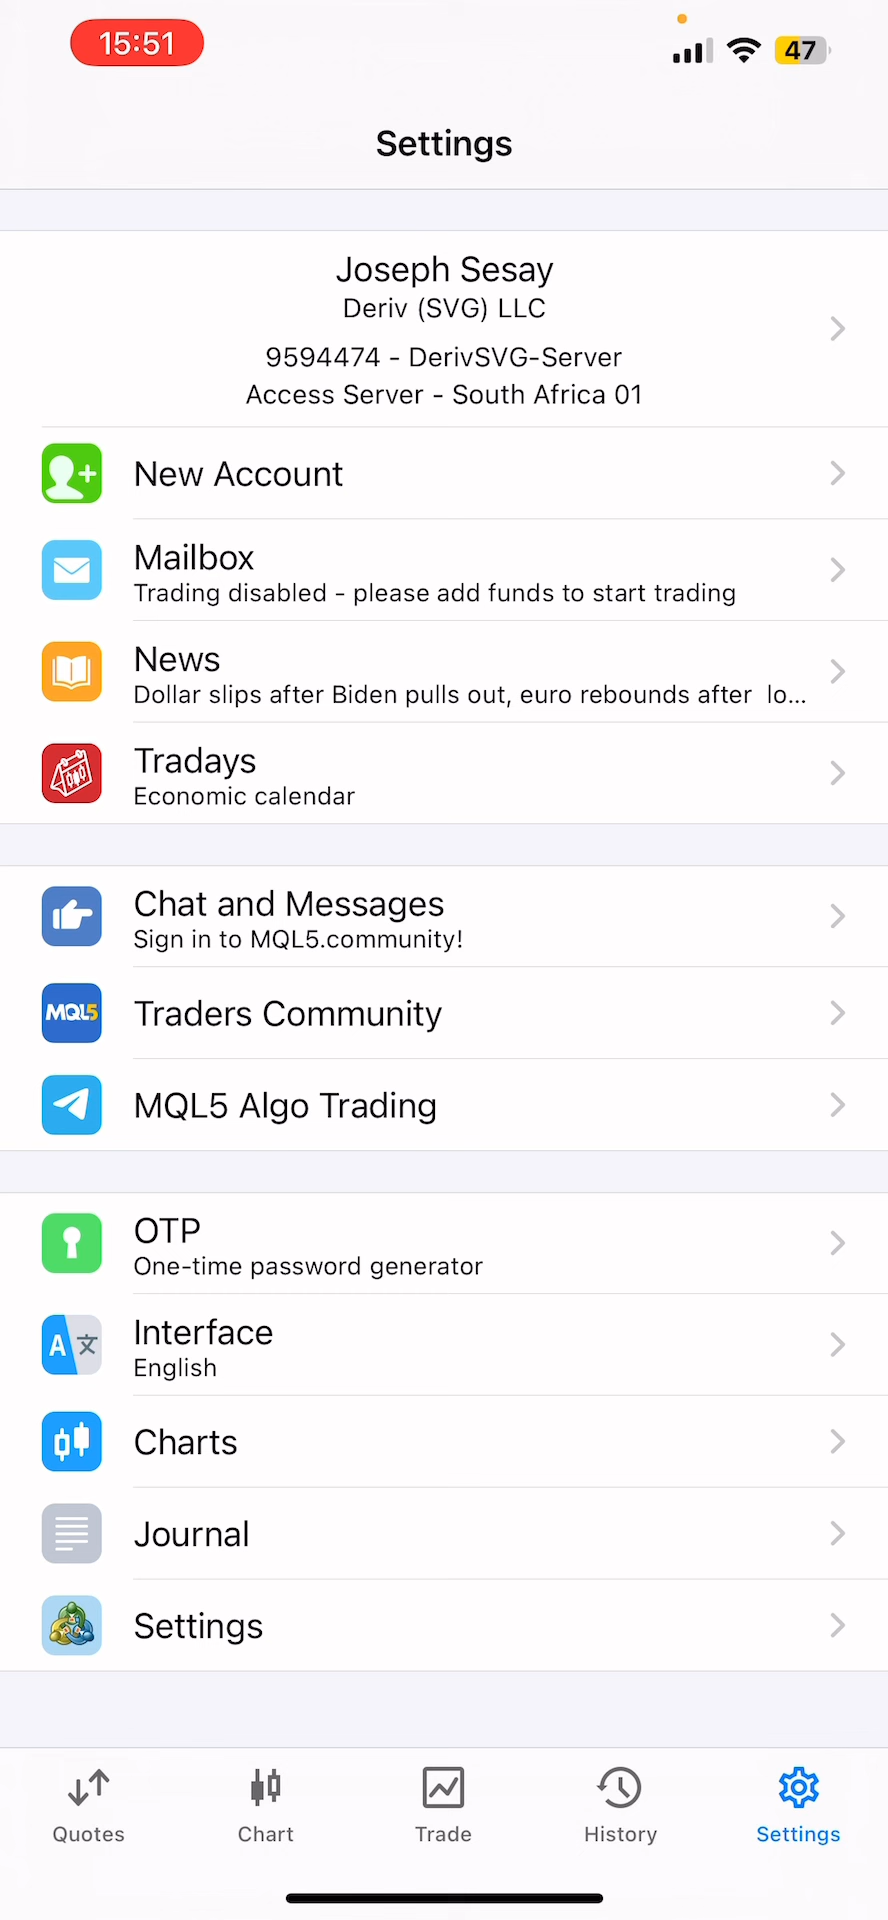 15:51
47
Settings
Joseph Sesay
Deriv (SVG) LLC
9594474 - DerivSVG-Server
Access Server - South Africa 01
New Account
Mailbox
Trading disabled - please add funds to start trading
News
Dollar slips after Biden pulls out, euro rebounds after  lo...
Tradays
Economic calendar
Chat and Messages
Sign in to MQL5.community!
MQL5
Traders Community
MQL5 Algo Trading
OTP
One-time password generator
A文
Interface
English
Charts
Journal
Settings
Quotes
Chart
Trade
History
Settings